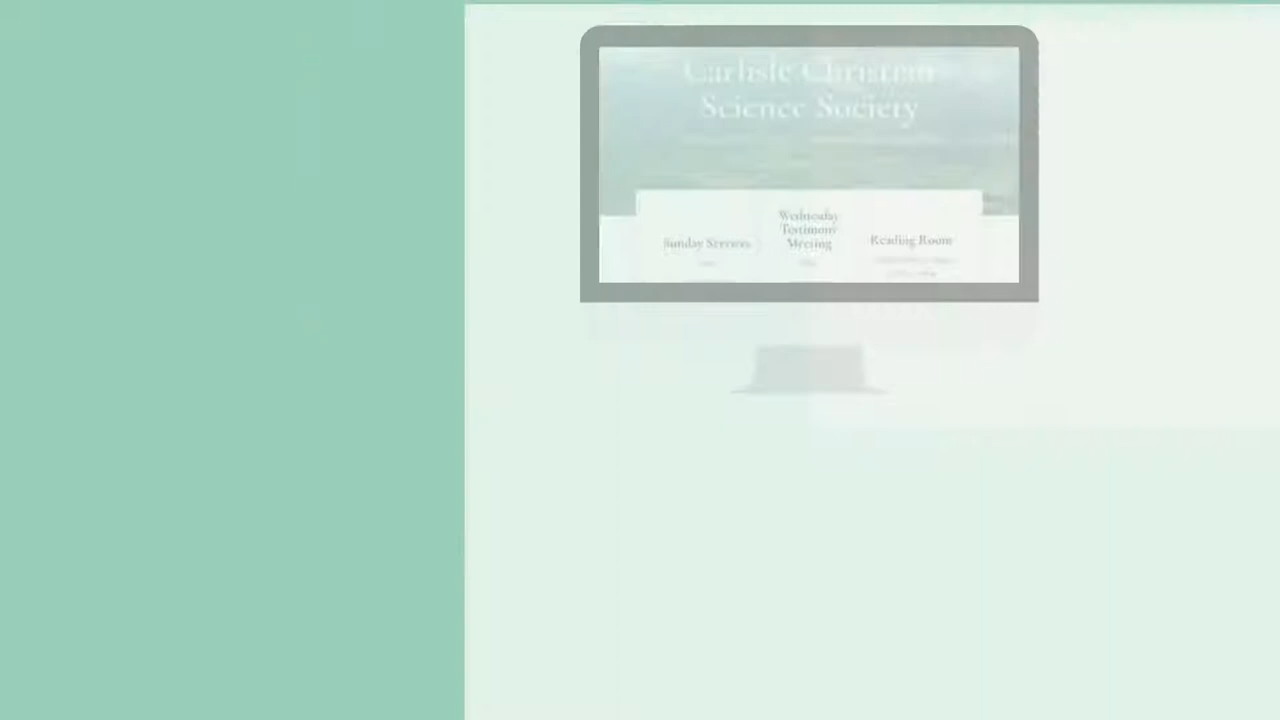 Carlisle Christian
Science Society
Wednesday
Testimony
Meeting
Sunday Services
Reading Room